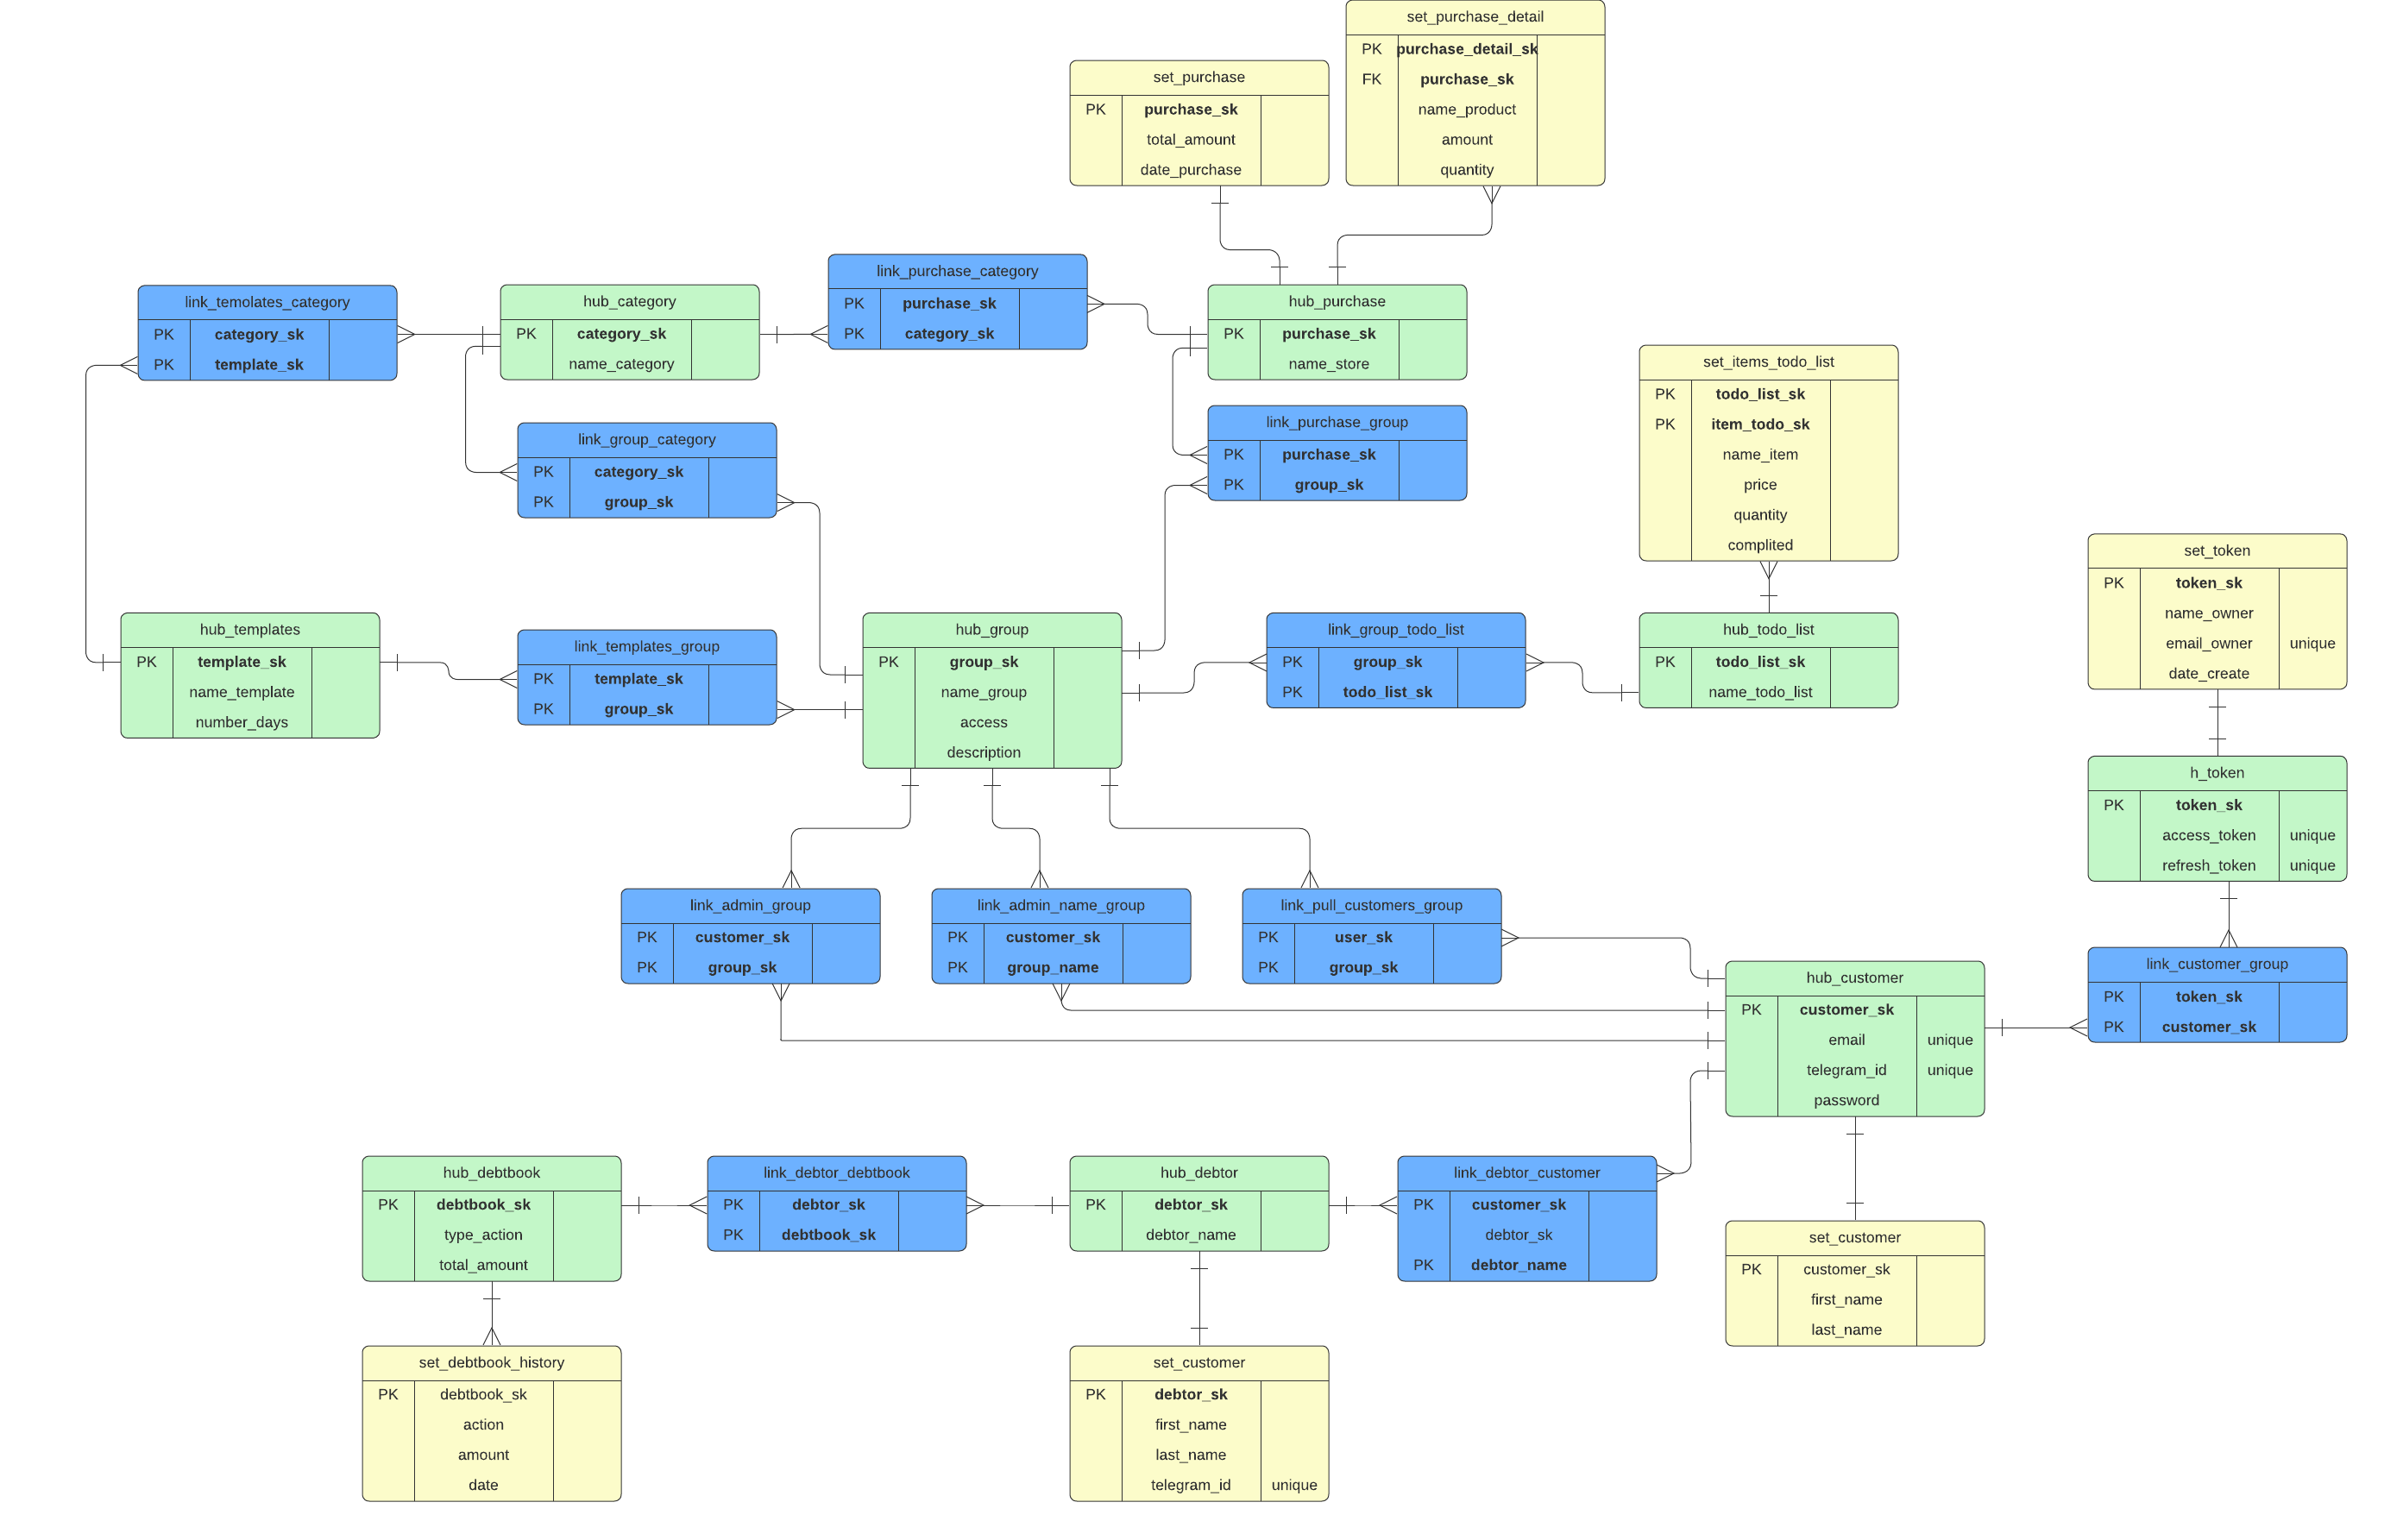 set_purchase_detail
PK purchase_detail_sk
FK purchase_sk
name_product
amount
quantity
set_purchase
PK purchase_sk
total_amount
date_purchase
link_temolates_category
PK category_sk
PK template_sk
hub_category
PK category_sk
name_category
link_purchase_category
PK purchase_sk
PK category_sk
hub_purchase
PK purchase_sk
name_store
set_items_todo_list
PK todo_list_sk
PK item_todo_sk
name_item
price
quantity
complited
link_group_category
PK category_sk
PK group_sk
link_purchase_group
PK purchase_sk
PK group_sk
set_token
PK token_sk
name_owner
email_owner unique
date_create
hub_templates
PK template_sk
name_template
number_days
link_templates_group
PK template_sk
PK group_sk
hub_group
PK group_sk
name_group
access
description
link_group_todo_list
PK group_sk
PK todo_list_sk
hub_todo_list
PK todo_list_sk
name_todo_list
h_token
PK token_sk
access_token unique
refresh_token unique
link_admin_group
PK customer_sk
PK group_sk
link_admin_name_group
PK customer_sk
PK group_name
link_pull_customers_group
PK user_sk
PK group_sk
hub_customer
PK customer_sk
email unique
telegram_id unique
password
link_customer_group
PK token_sk
PK customer_sk
hub_debtbook
PK debtbook_sk
type_action
total_amount
link_debtor_debtbook
PK debtor_sk
PK debtbook_sk
hub_debtor
PK debtor_sk
debtor_name
link_debtor_customer
PK customer_sk
debtor_sk
PK debtor_name
set_customer
PK customer_sk
first_name
last_name
set_debtbook_history
PK debtbook_sk
action
amount
date
set_customer
PK debtor_sk
first_name
last_name
telegram_id unique